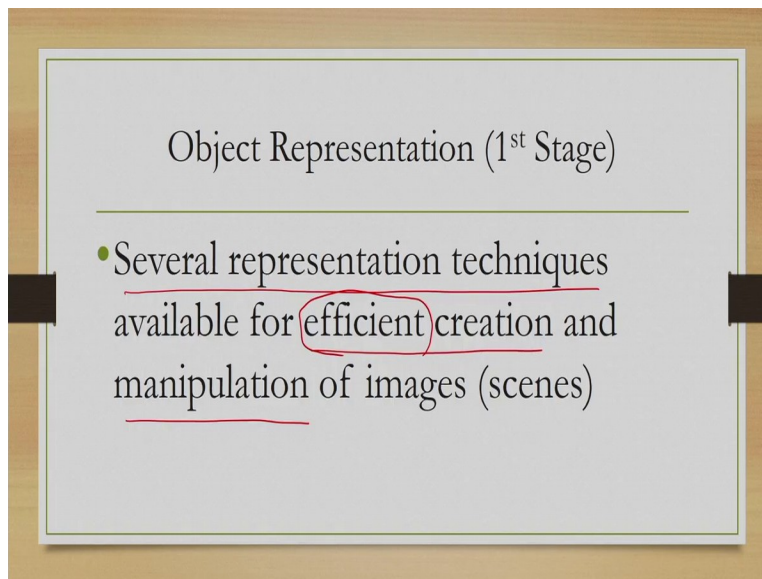 Object Representation (1st Stage)
•Several representation techniques
available for efficient creation and
manipulation of images (scenes)